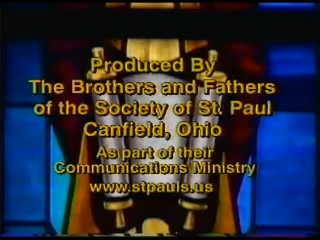 Produced By
The Brothers and Fathers
of the Society of St. Paul
Canfield, Ohio
As part of their
Communications Ministry
www.stpauls.us